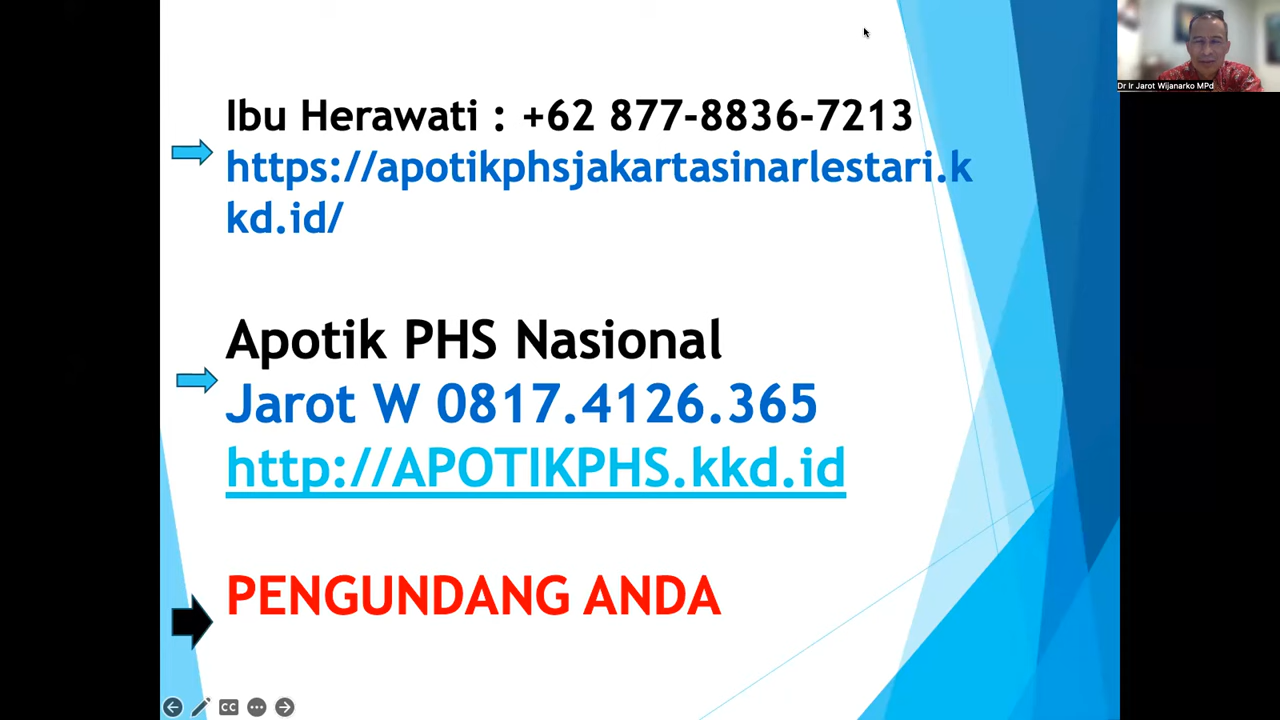 Dr Ir Jarot Wijanarko MPd
Ibu Herawati : +62 877-8836-7213
https://apotikphsjakartasinarlestari.k
kd.id/
Apotik PHS Nasional
Jarot W 0817.4126.365
http://APOTIKPHS.kkd.id
PENGUNDANG ANDA
CC